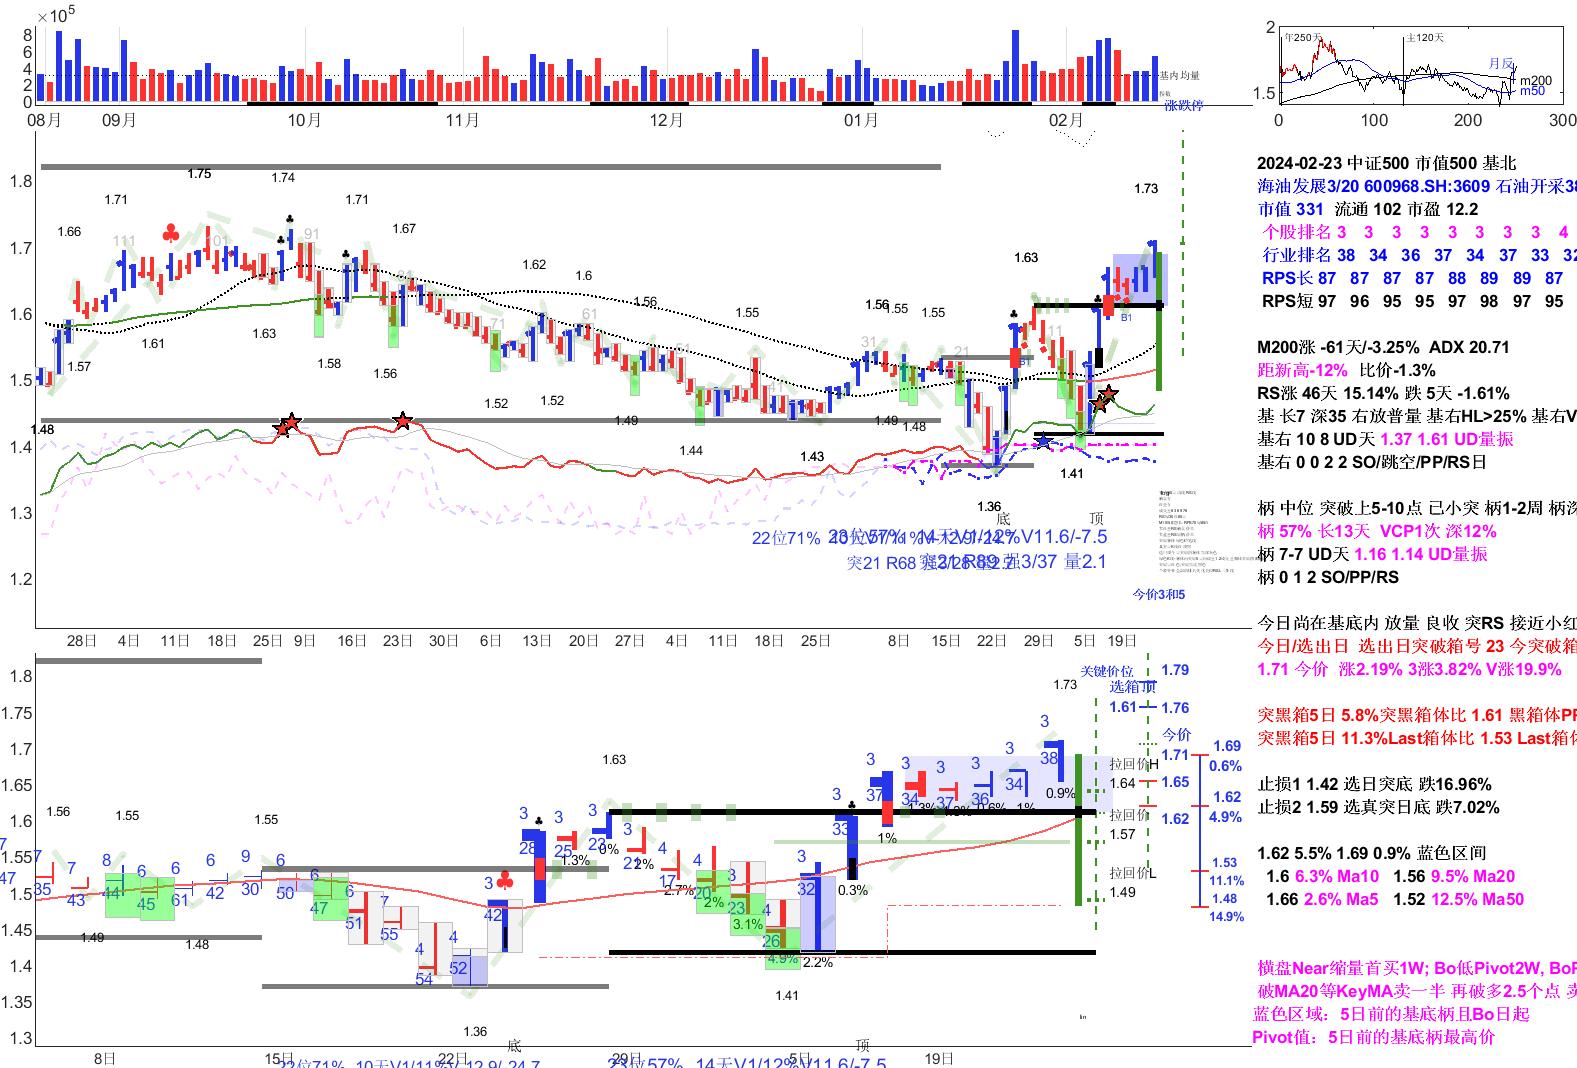 ×10⁵
8
6
4
2
0
基内均量
涨跌停
08月 09月 10月 11月 12月 01月 02月
2
1.5
年250天 主120天
月反
m200
m50
0 100 200 300
1.8
1.7
1.6
1.5
1.4
1.3
1.2
1.66 1.71 1.75 1.74 1.71 1.67 1.62 1.6 1.56 1.55 1.56 1.55 1.55 1.63 1.73
111 91 71 61 31 21 11
1.57 1.61 1.63 1.58 1.56 1.52 1.52 1.49 1.44 1.43 1.49 1.48 1.36 1.41
1.48
B1
底 顶
突21 R68
强3/37 量2.1
今价3和5
28日 4日 11日 18日 25日 9日 16日 23日 30日 6日 13日 20日 27日 4日 11日 18日 25日 8日 15日 22日 29日 5日 19日
2024-02-23 中证500 市值500 基北
海油发展3/20 600968.SH:3609 石油开采38
市值 331 流通 102 市盈 12.2
个股排名 3 3 3 3 3 3 3 3 4
行业排名 38 34 36 37 34 37 33 32
RPS长 87 87 87 87 88 89 89 87
RPS短 97 96 95 95 97 98 97 95
M200涨 -61天/-3.25% ADX 20.71
距新高-12% 比价-1.3%
RS涨 46天 15.14% 跌 5天 -1.61%
基 长7 深35 右放普量 基右HL>25% 基右V
基右 10 8 UD天 1.37 1.61 UD量振
基右 0 0 2 2 SO/跳空/PP/RS日
柄 中位 突破上5-10点 已小突 柄1-2周 柄深
柄 57% 长13天 VCP1次 深12%
柄 7-7 UD天 1.16 1.14 UD量振
柄 0 1 2 SO/PP/RS
今日尚在基底内 放量 良收 突RS 接近小红
今日/选出日 选出日突破箱号 23 今突破箱
1.71 今价 涨2.19% 3涨3.82% V涨19.9%
突黑箱5日 5.8%突黑箱体比 1.61 黑箱体PP
突黑箱5日 11.3%Last箱体比 1.53 Last箱体
止损1 1.42 选日突底 跌16.96%
止损2 1.59 选真突日底 跌7.02%
1.62 5.5% 1.69 0.9% 蓝色区间
1.6 6.3% Ma10 1.56 9.5% Ma20
1.66 2.6% Ma5 1.52 12.5% Ma50
横盘Near缩量首买1W; Bo低Pivot2W, BoP
破MA20等KeyMA卖一半 再破多2.5个点 卖
蓝色区域：5日前的基底柄且Bo日起
Pivot值：5日前的基底柄最高价
1.8
1.75
1.7
1.65
1.6
1.55
1.5
1.45
1.4
1.35
1.3
1.56 1.55 1.55 1.63 1.73
1.49 1.48 1.36 1.41
7 7 8 6 6 6 9 6 6 6 7 4 4 3 3 3 3 3 4 4 3 3 4 3 3 3 3 3 3 3 3
47 35 43 44 45 61 42 30 50 47 51 55 54 52 42 28 25 22 21 17 20 23 26 32 33 37 34 37 36 34 38
1.3% 0% 2% 2.7% 2% 3.1% 4.9% 2.2% 0.3% 1% 1.3% 0.6% 1% 0.9%
关键价位
选箱顶
1.61
1.79
1.76
今价
1.71
拉回价H
1.64
1.65
拉回价
1.57
1.62
拉回价L
1.49
1.69
0.6%
1.62
4.9%
1.53
11.1%
1.48
14.9%
底 顶
8日 15日 22日 29日 5日 19日
22位71% 10天V1/11%V-12.9/-24.7
23位57% 14天V1/12%V11.6/-7.5